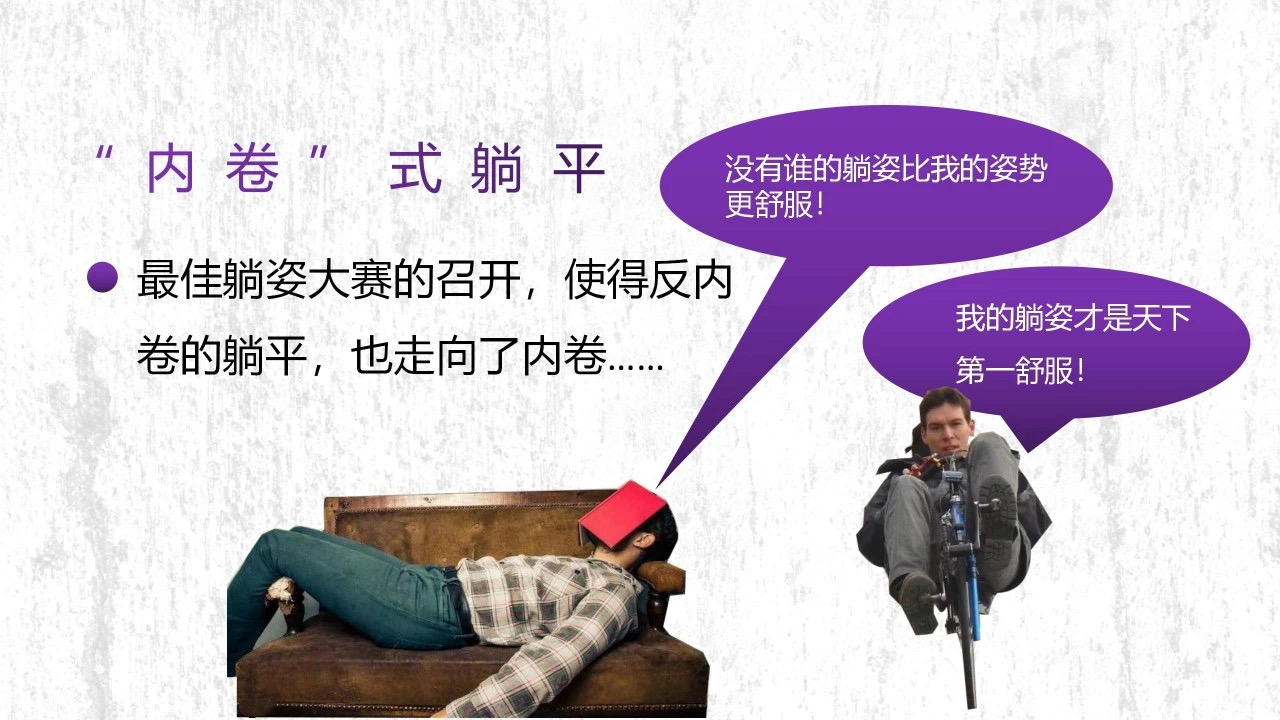 “内卷”式躺平
没有谁的躺姿比我的姿势
更舒服！
最佳躺姿大赛的召开，使得反内
卷的躺平，也走向了内卷......
我的躺姿才是天下
第一舒服！